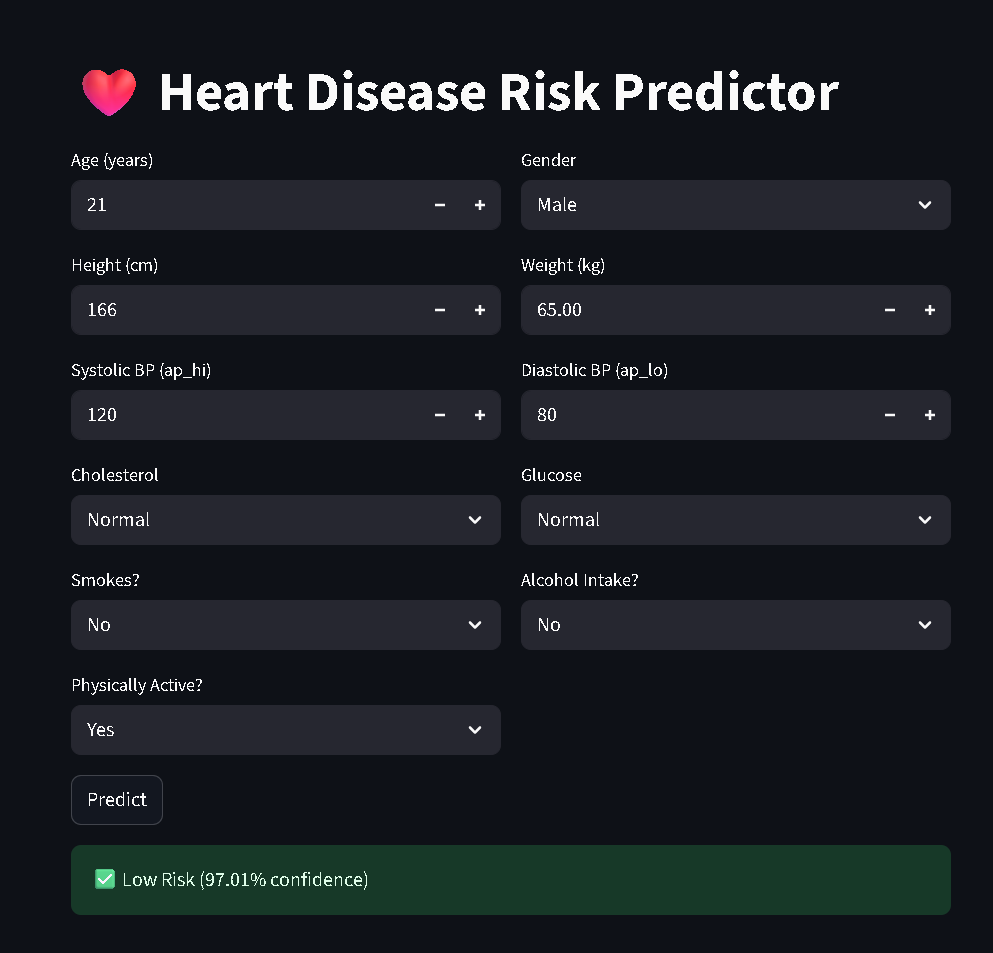 Heart Disease Risk Predictor
Age (years)
21
Gender
Male
Height (cm)
166
Weight (kg)
65.00
Systolic BP (ap_hi)
120
Diastolic BP (ap_lo)
80
Cholesterol
Normal
Glucose
Normal
Smokes?
No
Alcohol Intake?
No
Physically Active?
Yes
Predict
Low Risk (97.01% confidence)